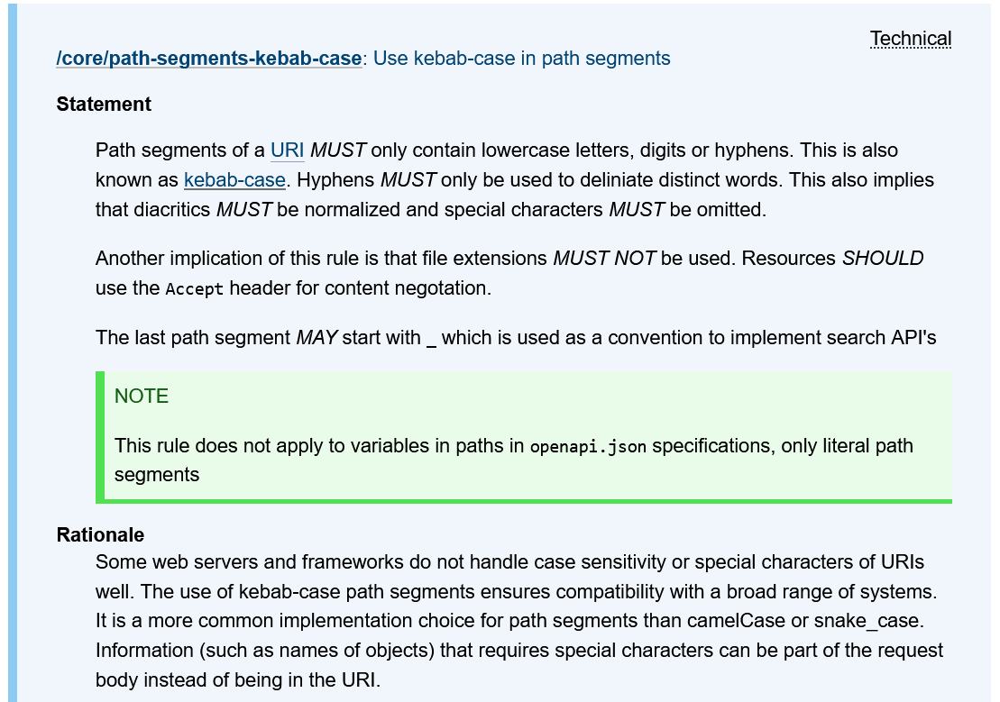 Technical
/core/path-segments-kebab-case: Use kebab-case in path segments
Statement
Path segments of a URI MUST only contain lowercase letters, digits or hyphens. This is also
known as kebab-case. Hyphens MUST only be used to deliniate distinct words. This also implies
that diacritics MUST be normalized and special characters MUST be omitted.
Another implication of this rule is that file extensions MUST NOT be used. Resources SHOULD
use the Accept header for content negotation.
The last path segment MAY start with _ which is used as a convention to implement search API's
NOTE
This rule does not apply to variables in paths in openapi.json specifications, only literal path
segments
Rationale
Some web servers and frameworks do not handle case sensitivity or special characters of URIs
well. The use of kebab-case path segments ensures compatibility with a broad range of systems.
It is a more common implementation choice for path segments than camelCase or snake_case.
Information (such as names of objects) that requires special characters can be part of the request
body instead of being in the URI.